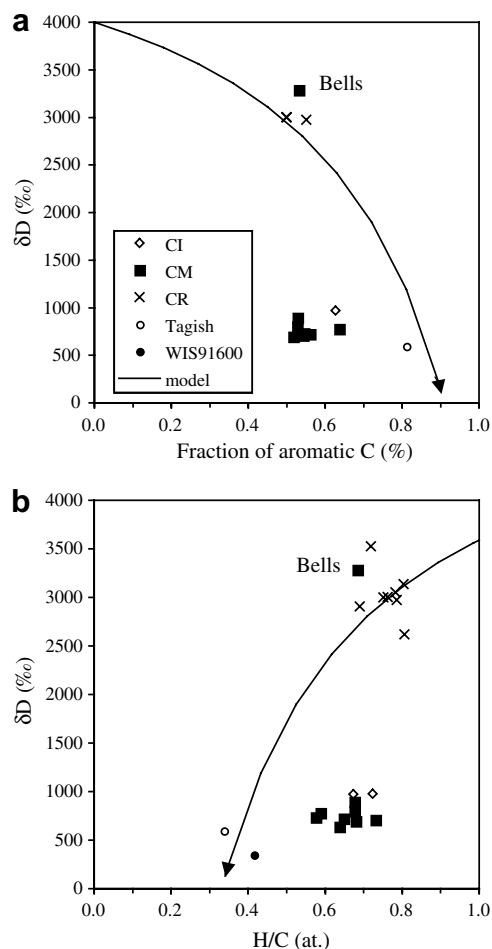 a
4000
3500
3000
2500
2000
1500
1000
500
0
δD (‰)
Bells
CI
CM
CR
Tagish
WIS91600
model
0.0 0.2 0.4 0.6 0.8 1.0
Fraction of aromatic C (%)
b
4000
3500
3000
2500
2000
1500
1000
500
0
δD (‰)
Bells
0.0 0.2 0.4 0.6 0.8 1.0
H/C (at.)